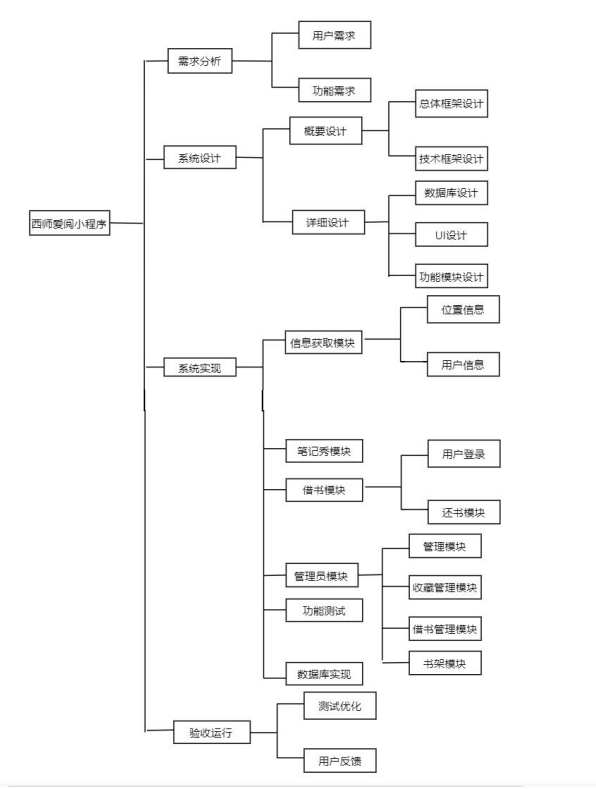 西师爱阅小程序
需求分析
用户需求
功能需求
系统设计
概要设计
总体框架设计
技术框架设计
详细设计
数据库设计
UI设计
功能模块设计
系统实现
信息获取模块
位置信息
用户信息
笔记秀模块
借书模块
用户登录
还书模块
管理员模块
管理模块
收藏管理模块
借书管理模块
书架模块
功能测试
数据库实现
验收运行
测试优化
用户反馈